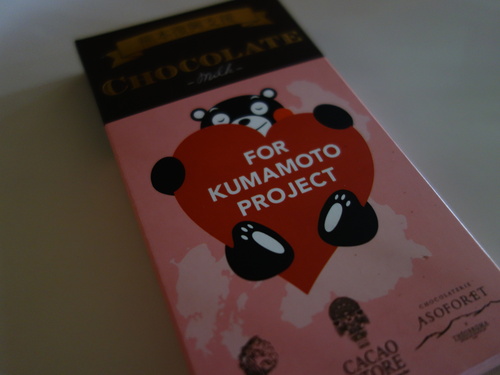 CHOCOLATE
Milk
FOR
KUMAMOTO
PROJECT
CACAO
STORE
CHOCOLATERIE
ASOFORET